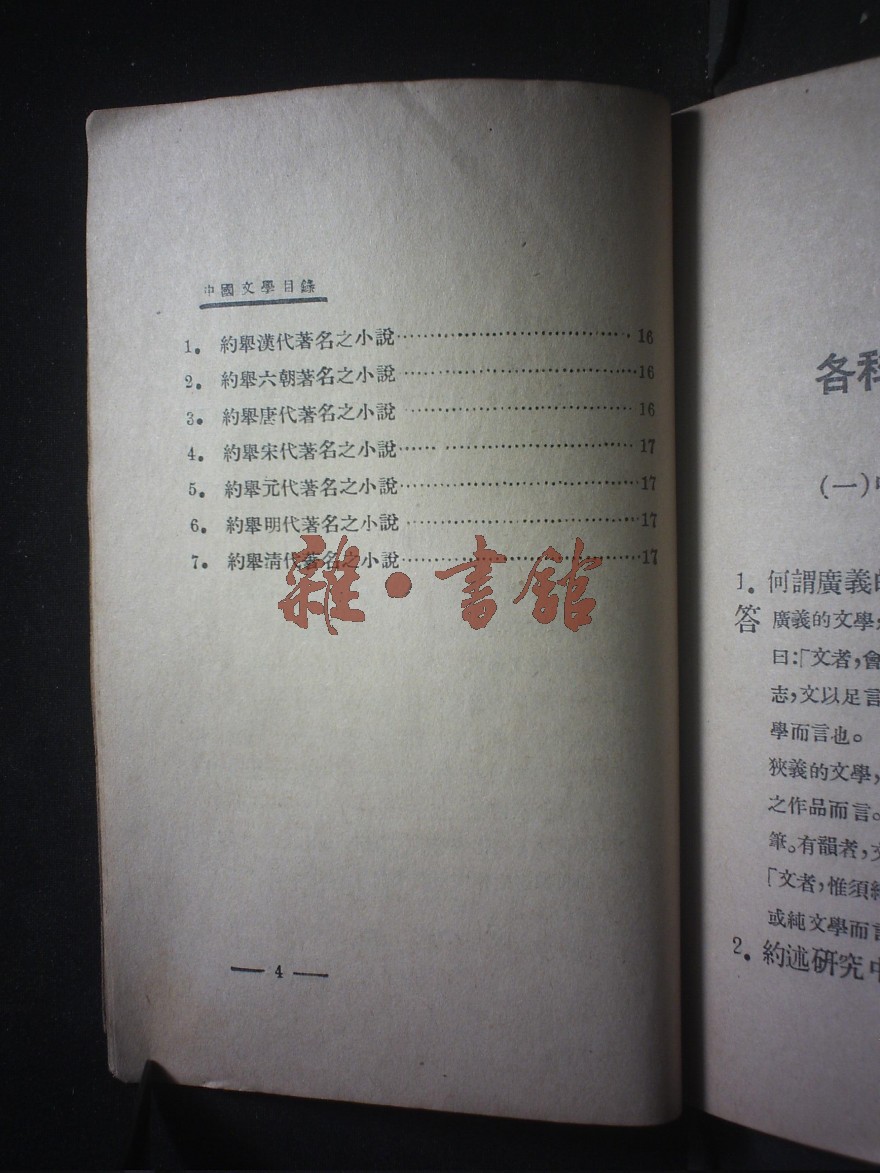 中國文學目錄
1. 約舉漢代著名之小說 16
2. 約舉六朝著名之小說 16
3. 約舉唐代著名之小說 16
4. 約舉宋代著名之小說 17
5. 約舉元代著名之小說 17
6. 約舉明代著名之小說 17
7. 約舉清代著名之小說 17
雜·書館
— 4 —
各科
(一)
1. 何謂廣義
答 廣義的文學
曰:「文者,會
志,文以足言
學而言也。
狹義的文學,
之作品而言。
筆。有韻者,文
「文者,惟須
或純文學而言
2. 約述研究中